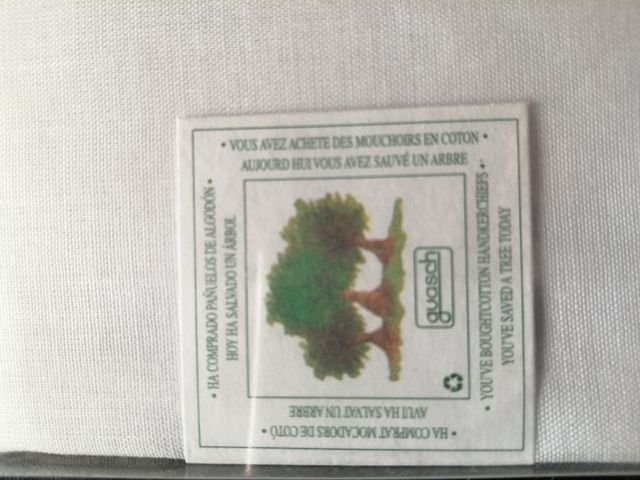 • VOUS AVEZ ACHETE DES MOUCHOIRS EN COTON •
AUJOURD HUI VOUS AVEZ SAUVÉ UN ARBRE
• YOU'VE BOUGHTCOTTON HANDKERCHIEFS •
YOU'VE SAVED A TREE TODAY
• HA COMPRAT MOCADORS DE COTÓ •
AVUI HA SALVAT UN ARBRE
• HA COMPRADO PAÑUELOS DE ALGODÓN •
HOY HA SALVADO UN ÁRBOL
guasch